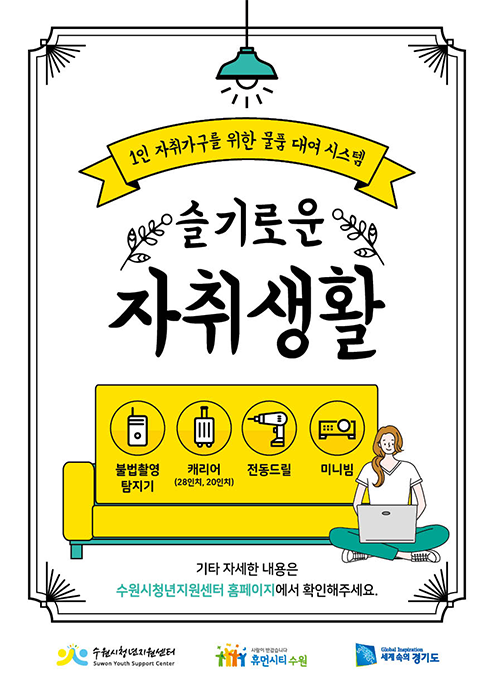 1인 자취가구를 위한 물품 대여 시스템
슬기로운
자취생활
불법촬영
탐지기
캐리어
(28인치, 20인치)
전동드릴
미니빔
기타 자세한 내용은
수원시청년지원센터 홈페이지에서 확인해주세요.
수원시청년지원센터
Suwon Youth Support Center
사람이 반갑습니다
휴먼시티 수원
Global Inspiration
세계 속의 경기도